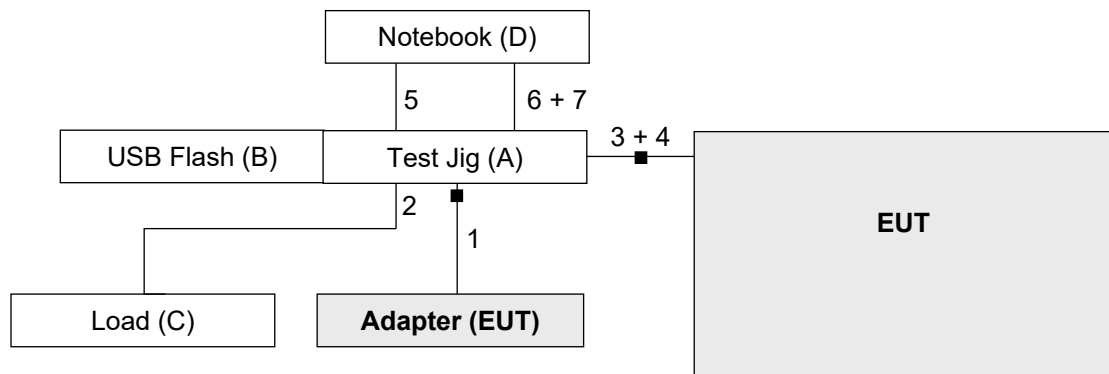 Notebook (D)
5
6 + 7
3 + 4
USB Flash (B)
Test Jig (A)
2
EUT
1
Load (C)
Adapter (EUT)